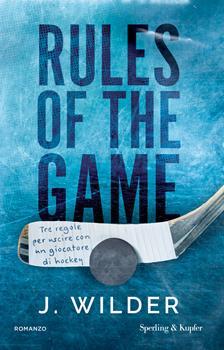 RULES
OF THE
GAME
Tre regole
per uscire con
un giocatore
di hockey
J. WILDER
ROMANZO
Sperling & Kupfer